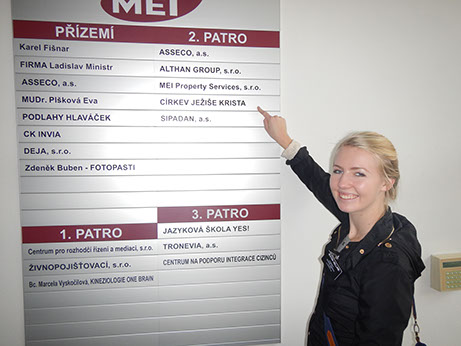 MEI
PŘÍZEMÍ
Karel Fišnar
FIRMA Ladislav Ministr
ASSECO, a.s.
MUDr. Plšková Eva
PODLAHY HLAVÁČEK
CK INVIA
DEJA, s.r.o.
Zdeněk Buben - FOTOPASTI
2. PATRO
ASSECO, a.s.
ALTHAN GROUP, s.r.o.
MEI Property Services, s.r.o.
CÍRKEV JEŽÍŠE KRISTA
SIPADAN, a.s.
1. PATRO
Centrum pro rozhodčí řízení a mediaci, s.r.o.
ŽIVNOPOJIŠŤOVACÍ, s.r.o.
Bc. Marcela Vyskočilová, KINEZIOLOGIE ONE BRAIN
3. PATRO
JAZYKOVÁ ŠKOLA YES!
TRONEVIA, a.s.
CENTRUM NA PODPORU INTEGRACE CIZINCŮ